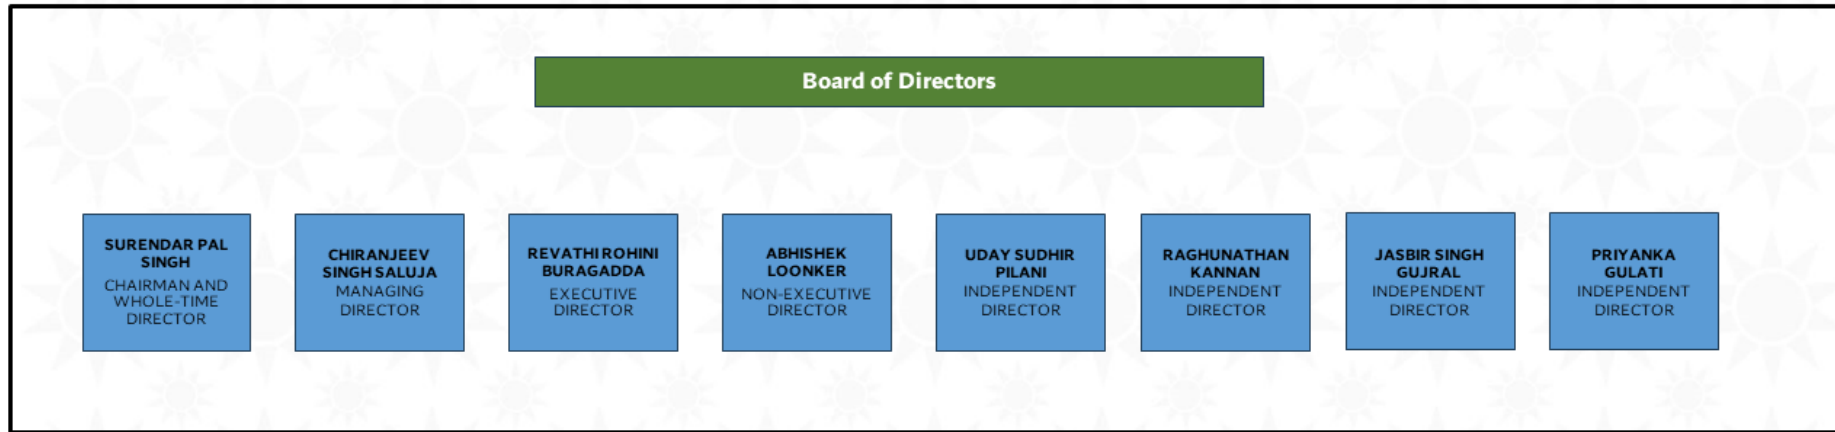 Board of Directors
SURENDAR PAL
SINGH
CHAIRMAN AND
WHOLE-TIME
DIRECTOR
CHIRANJEEV
SINGH SALUJA
MANAGING
DIRECTOR
REVATHI ROHINI
BURAGADDA
EXECUTIVE
DIRECTOR
ABHISHEK
LOONKER
NON-EXECUTIVE
DIRECTOR
UDAY SUDHIR
PILANI
INDEPENDENT
DIRECTOR
RAGHUNATHAN
KANNAN
INDEPENDENT
DIRECTOR
JASBIR SINGH
GUJRAL
INDEPENDENT
DIRECTOR
PRIYANKA
GULATI
INDEPENDENT
DIRECTOR